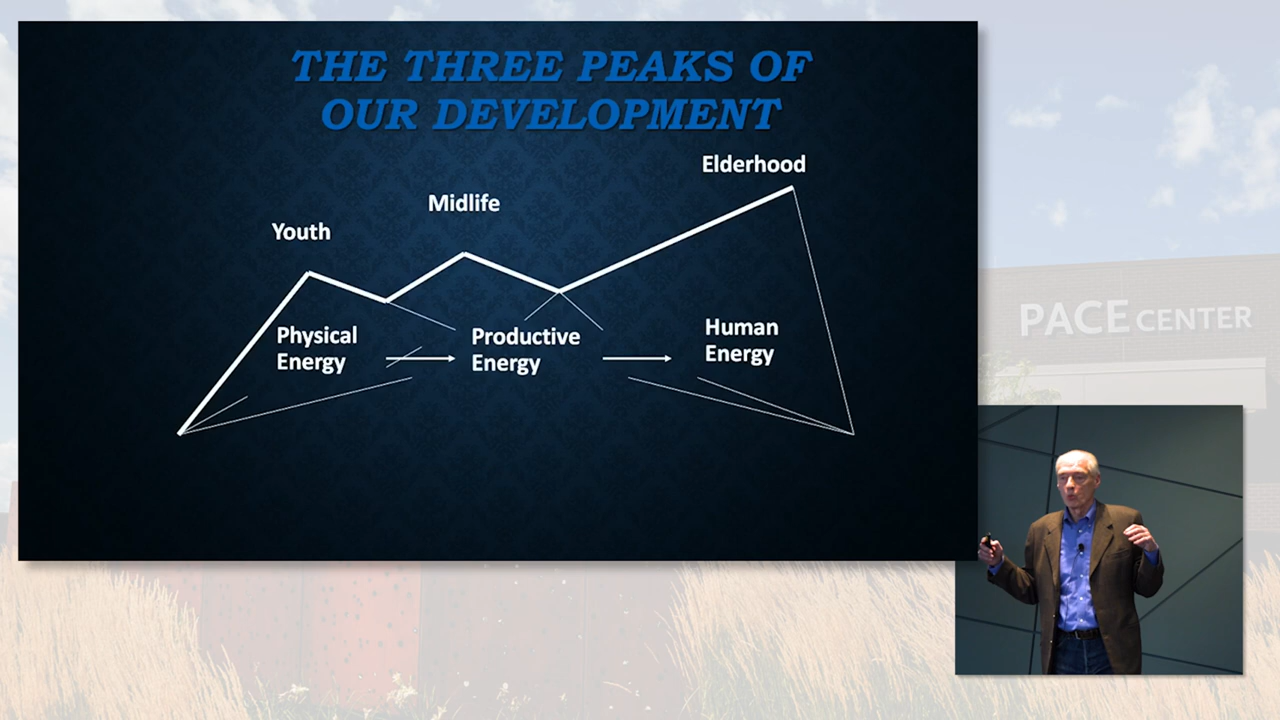 THE THREE PEAKS OF
OUR DEVELOPMENT
Elderhood
Midlife
Youth
Physical
Energy
Productive
Energy
Human
Energy
PACE CENTER